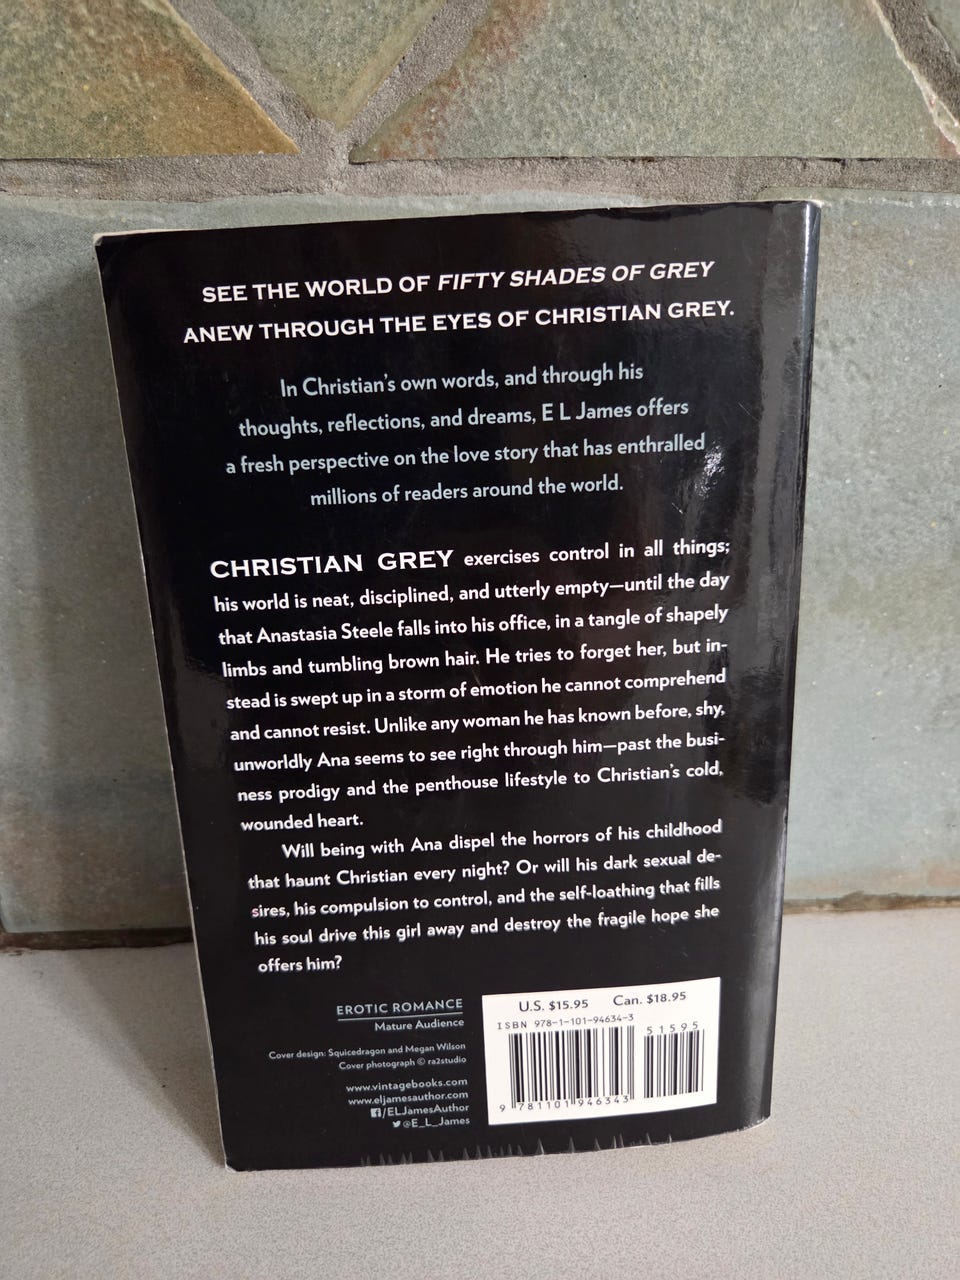 SEE THE WORLD OF FIFTY SHADES OF GREY
ANEW THROUGH THE EYES OF CHRISTIAN GREY.
In Christian's own words, and through his
thoughts, reflections, and dreams, E L James offers
a fresh perspective on the love story that has enthralled
millions of readers around the world.
CHRISTIAN GREY exercises control in all things;
his world is neat, disciplined, and utterly empty—until the day
that Anastasia Steele falls into his office, in a tangle of shapely
limbs and tumbling brown hair. He tries to forget her, but in-
stead is swept up in a storm of emotion he cannot comprehend
and cannot resist. Unlike any woman he has known before, shy,
unworldly Ana seems to see right through him—past the busi-
ness prodigy and the penthouse lifestyle to Christian's cold,
wounded heart.
Will being with Ana dispel the horrors of his childhood
that haunt Christian every night? Or will his dark sexual de-
sires, his compulsion to control, and the self-loathing that fills
his soul drive this girl away and destroy the fragile hope she
offers him?
EROTIC ROMANCE
Mature Audience
Cover design: Squicedragon and Megan Wilson
Cover photograph © ra2studio
www.vintagebooks.com
www.eljamesauthor.com
/ELJamesAuthor
@E_L_James
U.S. $15.95 Can. $18.95
ISBN 978-1-101-94634-3
51595
9 781101 946343